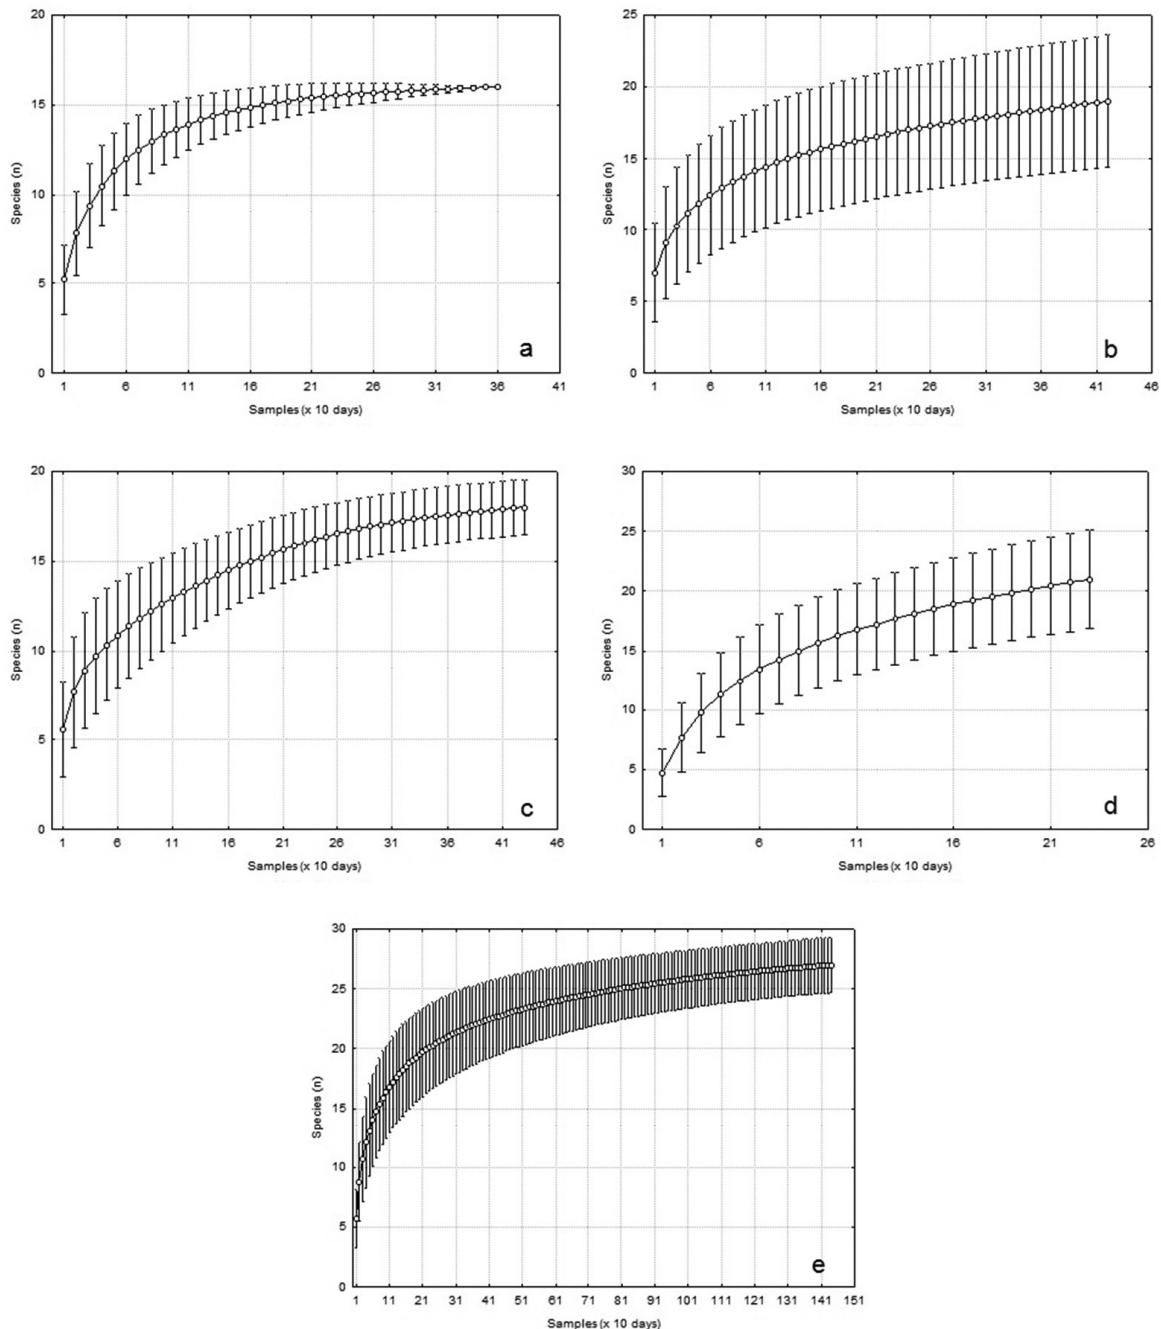 20
15
10
5
0
Species (n)
1 6 11 16 21 26 31 36 41
Samples (x 10 days)
a
25
20
15
10
5
0
Species (n)
1 6 11 16 21 26 31 36 41 46
Samples (x 10 days)
b
20
15
10
5
0
Species (n)
1 6 11 16 21 26 31 36 41 46
Samples (x 10 days)
c
30
25
20
15
10
5
0
Species (n)
1 6 11 16 21 26
Samples (x 10 days)
d
30
25
20
15
10
5
0
Species (n)
1 11 21 31 41 51 61 71 81 91 101 111 121 131 141 151
Samples (x 10 days)
e